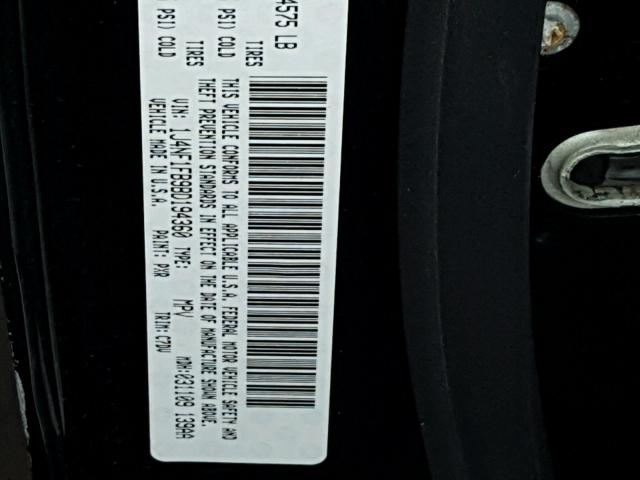 4575 LB
TIRES TIRES
PSI) COLD PSI) COLD
THIS VEHICLE CONFORMS TO ALL APPLICABLE U.S.A. FEDERAL MOTOR VEHICLE SAFETY AND
THEFT PREVENTION STANDARDS IN EFFECT ON THE DATE OF MANUFACTURE SHOWN ABOVE.
VIN: 1J4NF1FB9BD194360 TYPE: MPV MDH:031109 139AA
VEHICLE MADE IN U.S.A. PAINT: PXR TRIM: C7DV